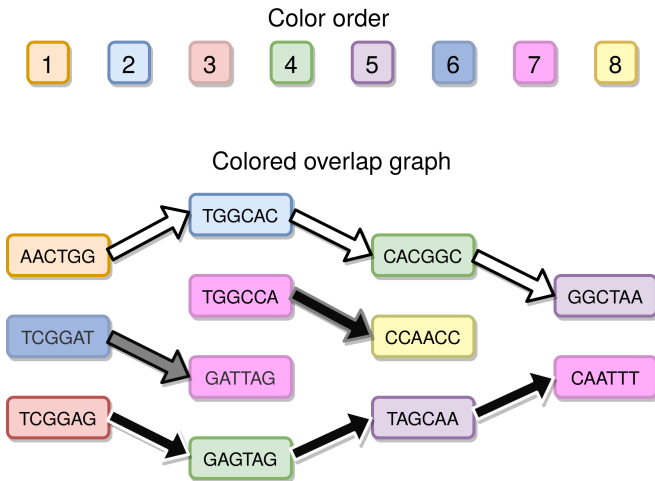 Color order
1 2 3 4 5 6 7 8
Colored overlap graph
TGGCAC
AACTGG
CACGGC
TGGCCA
GGCTAA
TCGGAT
CCAACC
GATTAG
CAATTT
TCGGAG
TAGCAA
GAGTAG